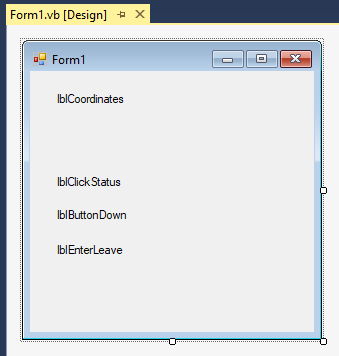 Form1.vb [Design]
Form1
lblCoordinates
lblClickStatus
lblButtonDown
lblEnterLeave